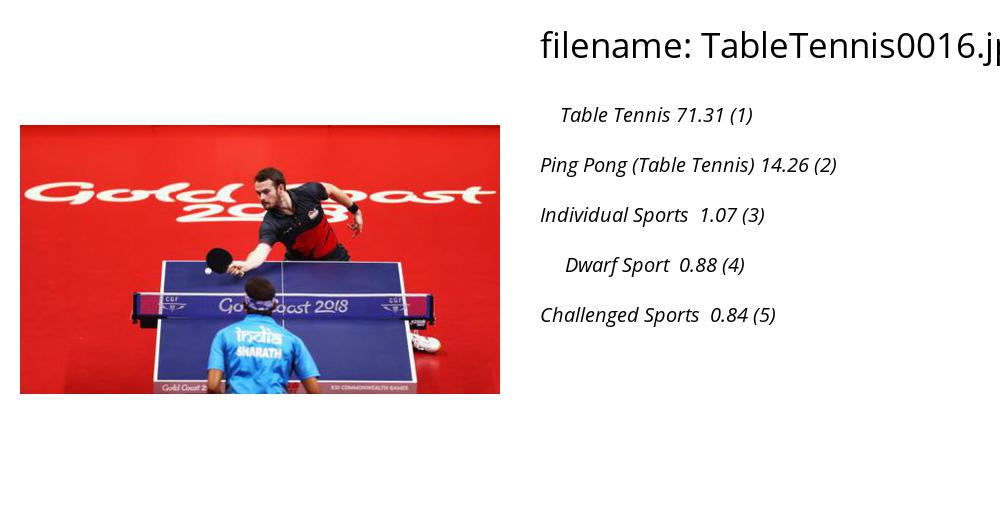 filename: TableTennis0016.j
Table Tennis 71.31 (1)
Ping Pong (Table Tennis) 14.26 (2)
Individual Sports 1.07 (3)
Dwarf Sport 0.88 (4)
Challenged Sports 0.84 (5)
Gold Coast
2018
CGF
Gold Coast 2018
CGF
india
SHARATH
Gold Coast 2
XXI COMMONWEALTH GAMES